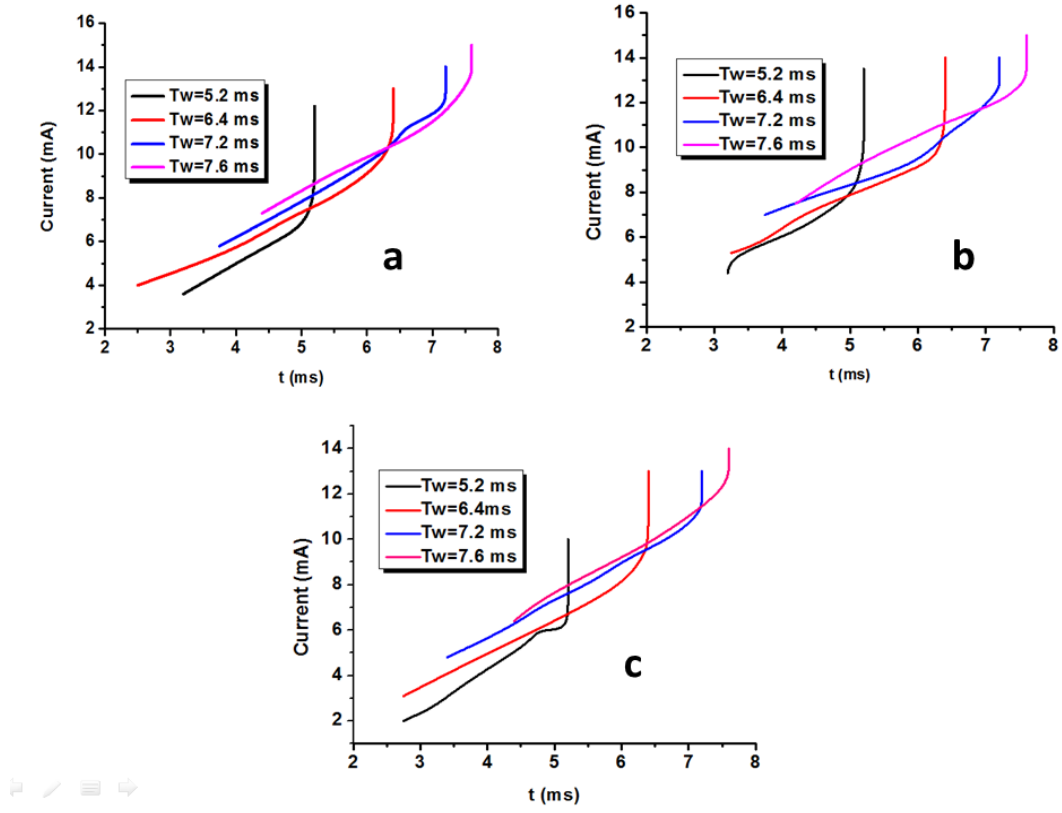 16
14
12
10
8
6
4
2
Current (mA)
Tw=5.2 ms
Tw=6.4 ms
Tw=7.2 ms
Tw=7.6 ms
a
2 3 4 5 6 7 8
t (ms)
16
14
12
10
8
6
4
2
Current (mA)
Tw=5.2 ms
Tw=6.4 ms
Tw=7.2 ms
Tw=7.6 ms
b
2 3 4 5 6 7 8
t (ms)
14
12
10
8
6
4
2
Current (mA)
Tw=5.2 ms
Tw=6.4ms
Tw=7.2 ms
Tw=7.6 ms
c
2 3 4 5 6 7 8
t (ms)